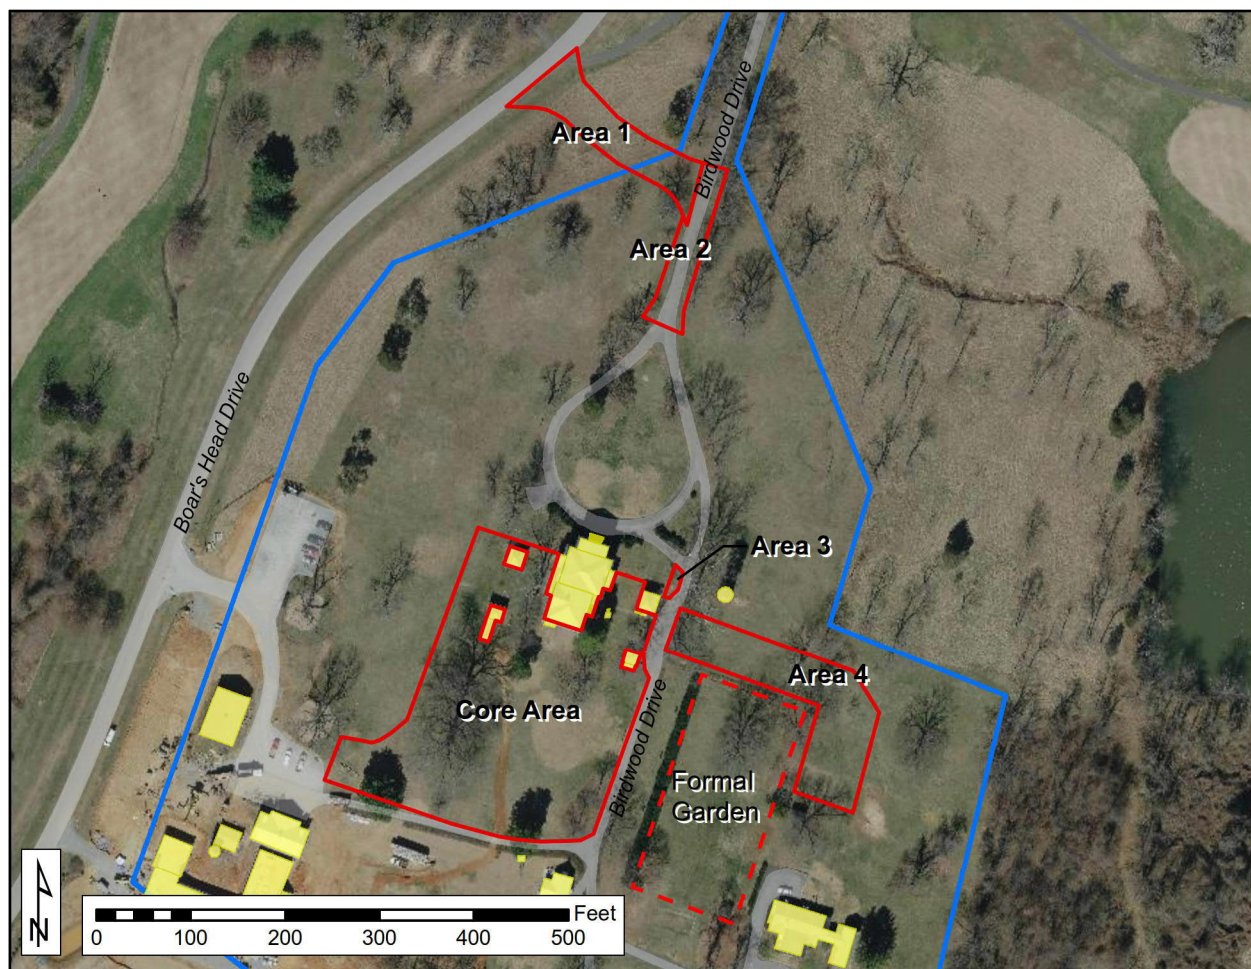 Area 1
Birdwood Drive
Area 2
Boar's Head Drive
Area 3
Area 4
Core Area
Birdwood Drive
Formal
Garden
N
Feet
0 100 200 300 400 500